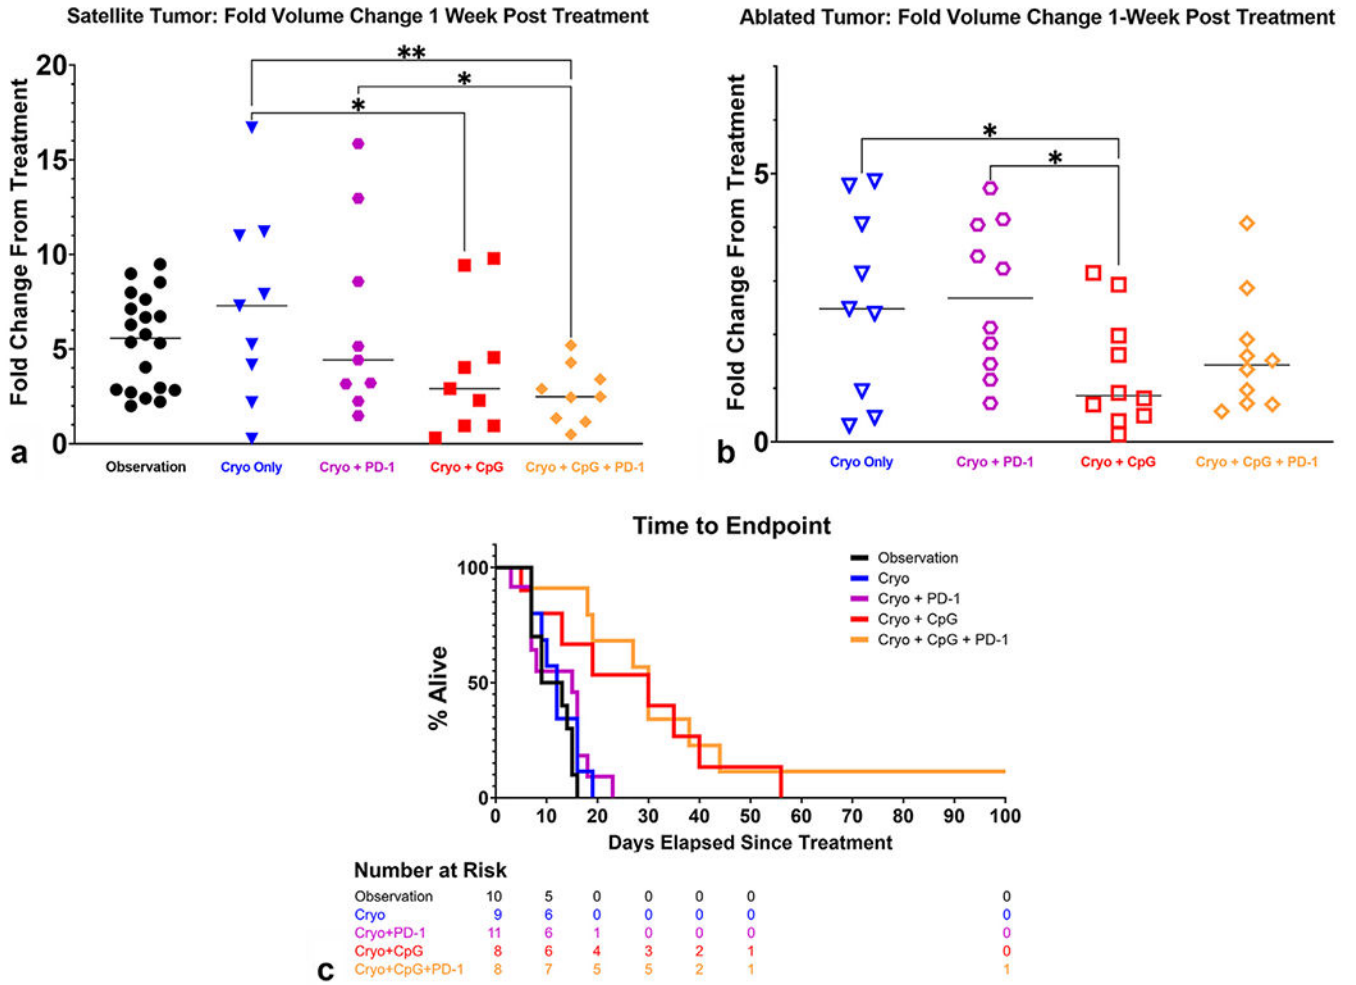 Satellite Tumor: Fold Volume Change 1 Week Post Treatment
Fold Change From Treatment
20
15
10
5
0
**
*
*
Observation Cryo Only Cryo + PD-1 Cryo + CpG Cryo + CpG + PD-1
a
Ablated Tumor: Fold Volume Change 1-Week Post Treatment
Fold Change From Treatment
5
0
*
*
Cryo Only Cryo + PD-1 Cryo + CpG Cryo + CpG + PD-1
b
Time to Endpoint
% Alive
100
50
0
Observation
Cryo
Cryo + PD-1
Cryo + CpG
Cryo + CpG + PD-1
0 10 20 30 40 50 60 70 80 90 100
Days Elapsed Since Treatment
Number at Risk
Observation 10 5 0 0 0 0 0
Cryo 9 6 0 0 0 0 0
Cryo+PD-1 11 6 1 0 0 0 0
Cryo+CpG 8 6 4 3 2 1 0
Cryo+CpG+PD-1 8 7 5 5 2 1 1
c